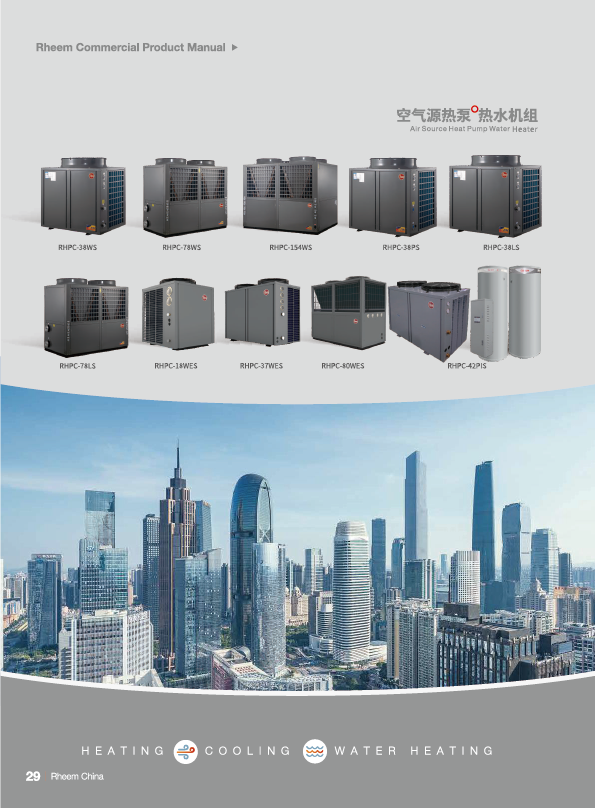 Rheem Commercial Product Manual
空气源热泵 热水机组
Air Source Heat Pump Water Heater
RHPC-38WS RHPC-78WS RHPC-154WS RHPC-38PS RHPC-38LS
RHPC-78LS RHPC-18WES RHPC-37WES RHPC-80WES RHPC-42PIS
HEATING COOLING WATER HEATING
29 Rheem China